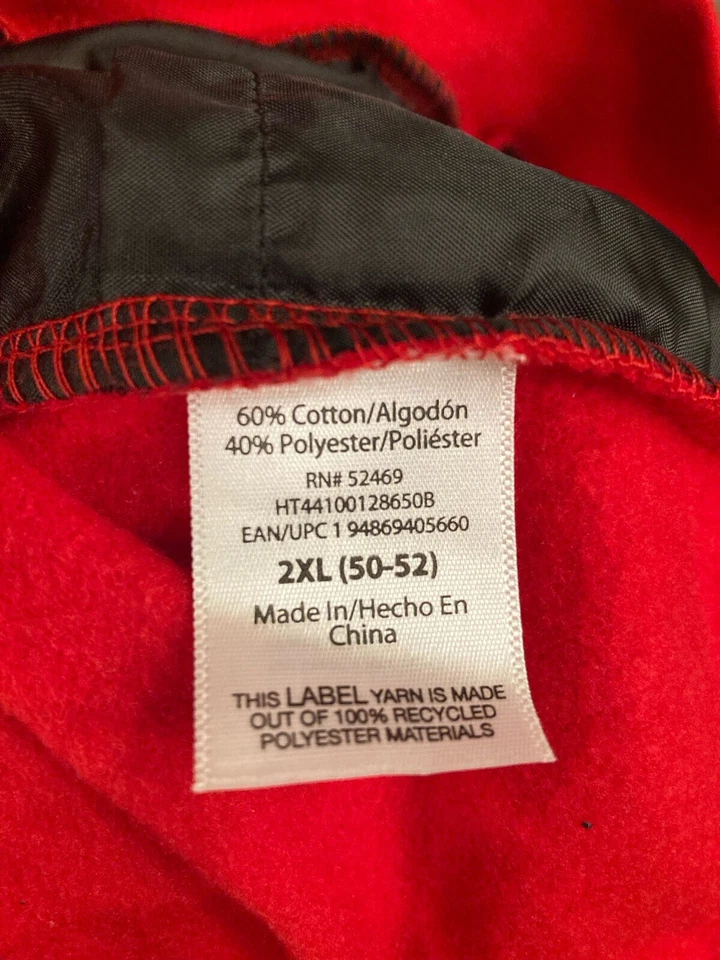 60% Cotton/Algodón
40% Polyester/Poliéster
RN# 52469
HT44100128650B
EAN/UPC 1 94869405660
2XL (50-52)
Made In/Hecho En
China
THIS LABEL YARN IS MADE
OUT OF 100% RECYCLED
POLYESTER MATERIALS